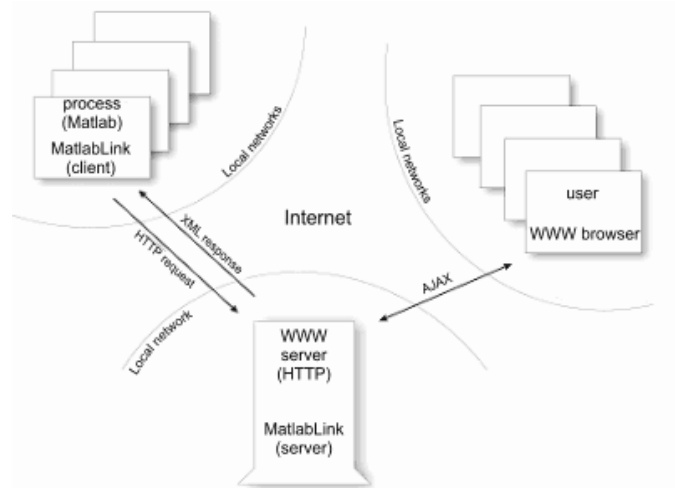 process
(Matlab)
MatlabLink
(client)
Local networks
Local networks
user
WWW browser
Internet
XML response
HTTP request
AJAX
Local network
WWW
server
(HTTP)
MatlabLink
(server)